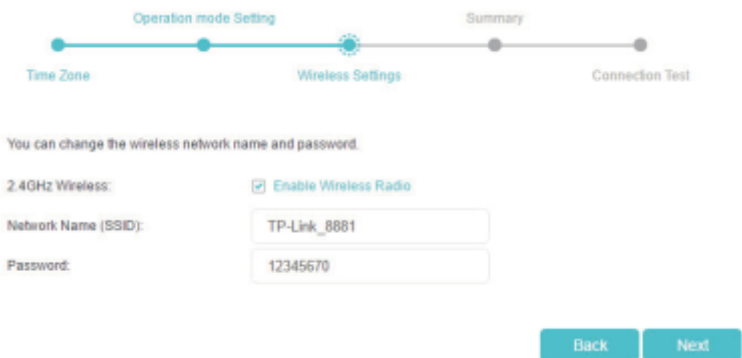 Operation mode Setting
Summary
Time Zone
Wireless Settings
Connection Test
You can change the wireless network name and password.
2.4GHz Wireless:
Enable Wireless Radio
Network Name (SSID):
TP-Link_8881
Password:
12345670
Back
Next